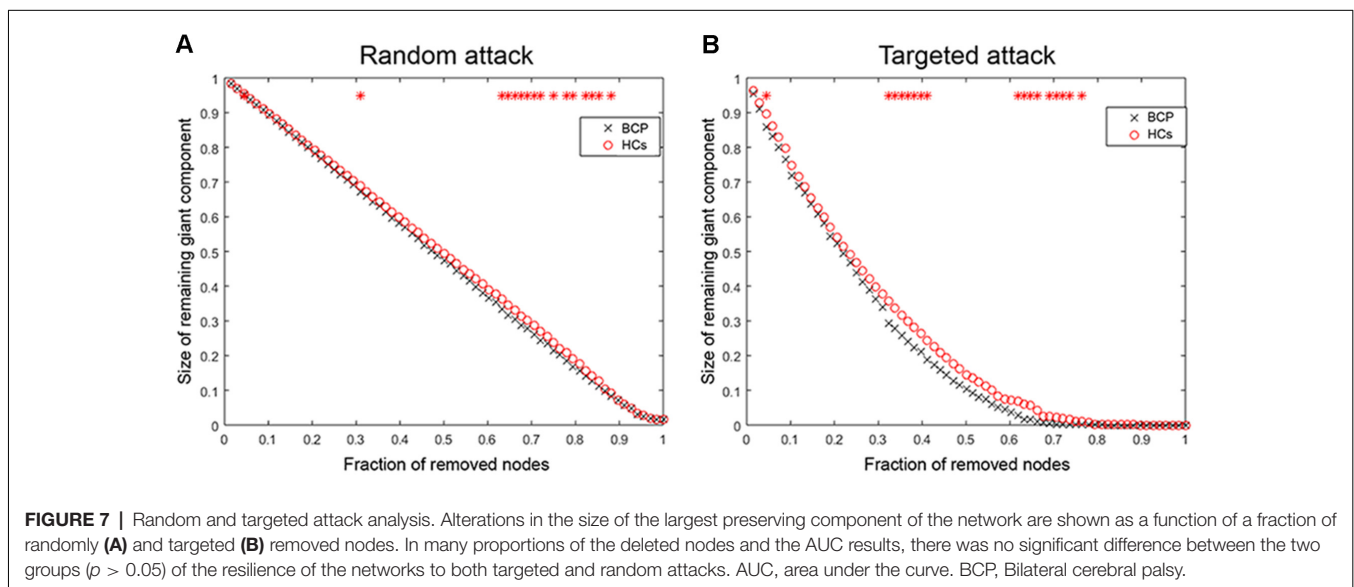 A
Random attack
1
0.9
0.8
0.7
0.6
0.5
0.4
0.3
0.2
0.1
0
Size of remaining giant component
BCP
HCs
0 0.1 0.2 0.3 0.4 0.5 0.6 0.7 0.8 0.9 1
Fraction of removed nodes
B
Targeted attack
1
0.9
0.8
0.7
0.6
0.5
0.4
0.3
0.2
0.1
0
Size of remaining giant component
BCP
HCs
0 0.1 0.2 0.3 0.4 0.5 0.6 0.7 0.8 0.9 1
Fraction of removed nodes
FIGURE 7 | Random and targeted attack analysis. Alterations in the size of the largest preserving component of the network are shown as a function of a fraction of
randomly (A) and targeted (B) removed nodes. In many proportions of the deleted nodes and the AUC results, there was no significant difference between the two
groups (p > 0.05) of the resilience of the networks to both targeted and random attacks. AUC, area under the curve. BCP, Bilateral cerebral palsy.